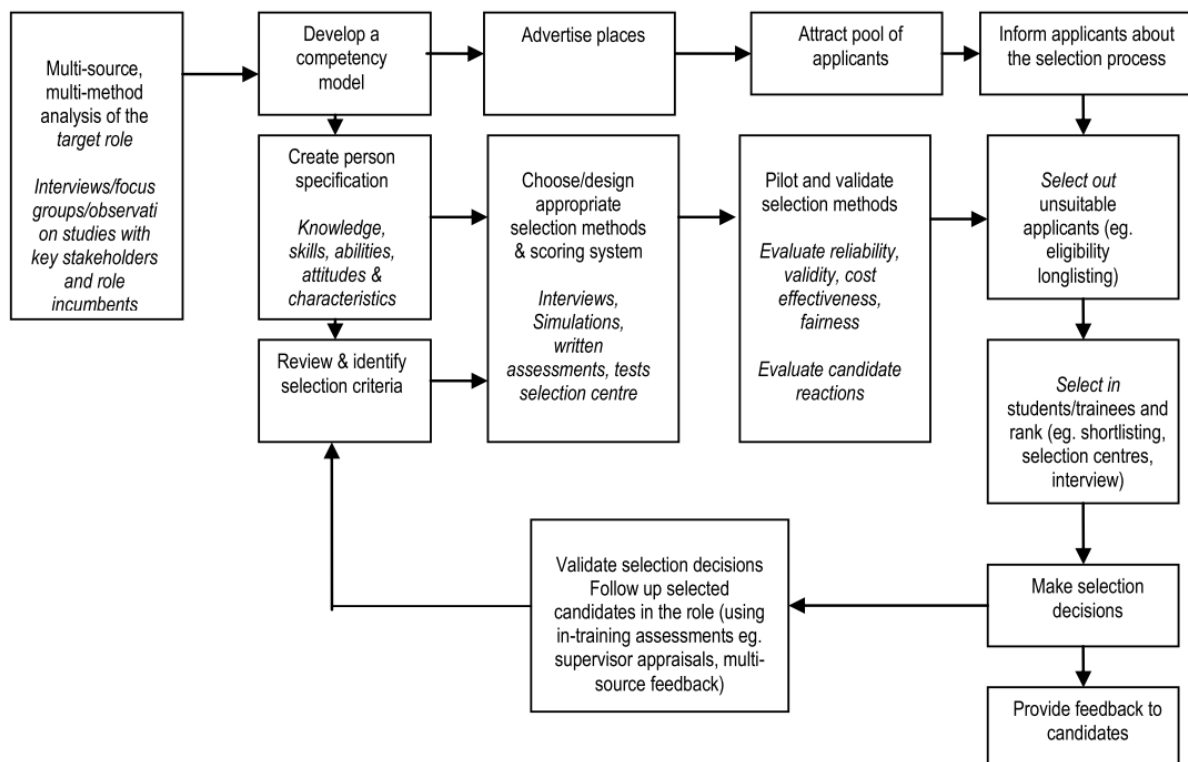 Multi-source,
multi-method
analysis of the
target role
Interviews/focus
groups/observati
on studies with
key stakeholders
and role
incumbents
Develop a
competency
model
Advertise places
Attract pool of
applicants
Inform applicants about
the selection process
Create person
specification
Knowledge,
skills, abilities,
attitudes &
characteristics
Choose/design
appropriate
selection methods
& scoring system
Interviews,
Simulations,
written
assessments, tests
selection centre
Pilot and validate
selection methods
Evaluate reliability,
validity, cost
effectiveness,
fairness
Evaluate candidate
reactions
Select out
unsuitable
applicants (eg.
eligibility
longlisting)
Review & identify
selection criteria
Select in
students/trainees and
rank (eg. shortlisting,
selection centres,
interview)
Validate selection decisions
Follow up selected
candidates in the role (using
in-training assessments eg.
supervisor appraisals, multi-
source feedback)
Make selection
decisions
Provide feedback to
candidates